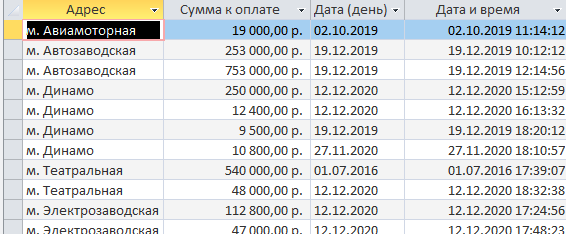 Адрес Сумма к оплате Дата (день) Дата и время
м. Авиамоторная 19 000,00 р. 02.10.2019 02.10.2019 11:14:12
м. Автозаводская 253 000,00 р. 19.12.2019 19.12.2019 10:12:12
м. Автозаводская 753 000,00 р. 19.12.2019 19.12.2019 12:14:56
м. Динамо 250 000,00 р. 12.12.2020 12.12.2020 15:12:59
м. Динамо 12 400,00 р. 12.12.2020 12.12.2020 16:13:32
м. Динамо 9 500,00 р. 19.12.2019 19.12.2019 18:20:12
м. Динамо 10 800,00 р. 27.11.2020 27.11.2020 18:10:57
м. Театральная 540 000,00 р. 01.07.2016 01.07.2016 17:39:07
м. Театральная 48 000,00 р. 12.12.2020 12.12.2020 18:32:38
м. Электрозаводская 112 800,00 р. 12.12.2020 12.12.2020 17:24:56
м. Электрозаводская 47 000,00 р. 12.12.2020 12.12.2020 17:48:23